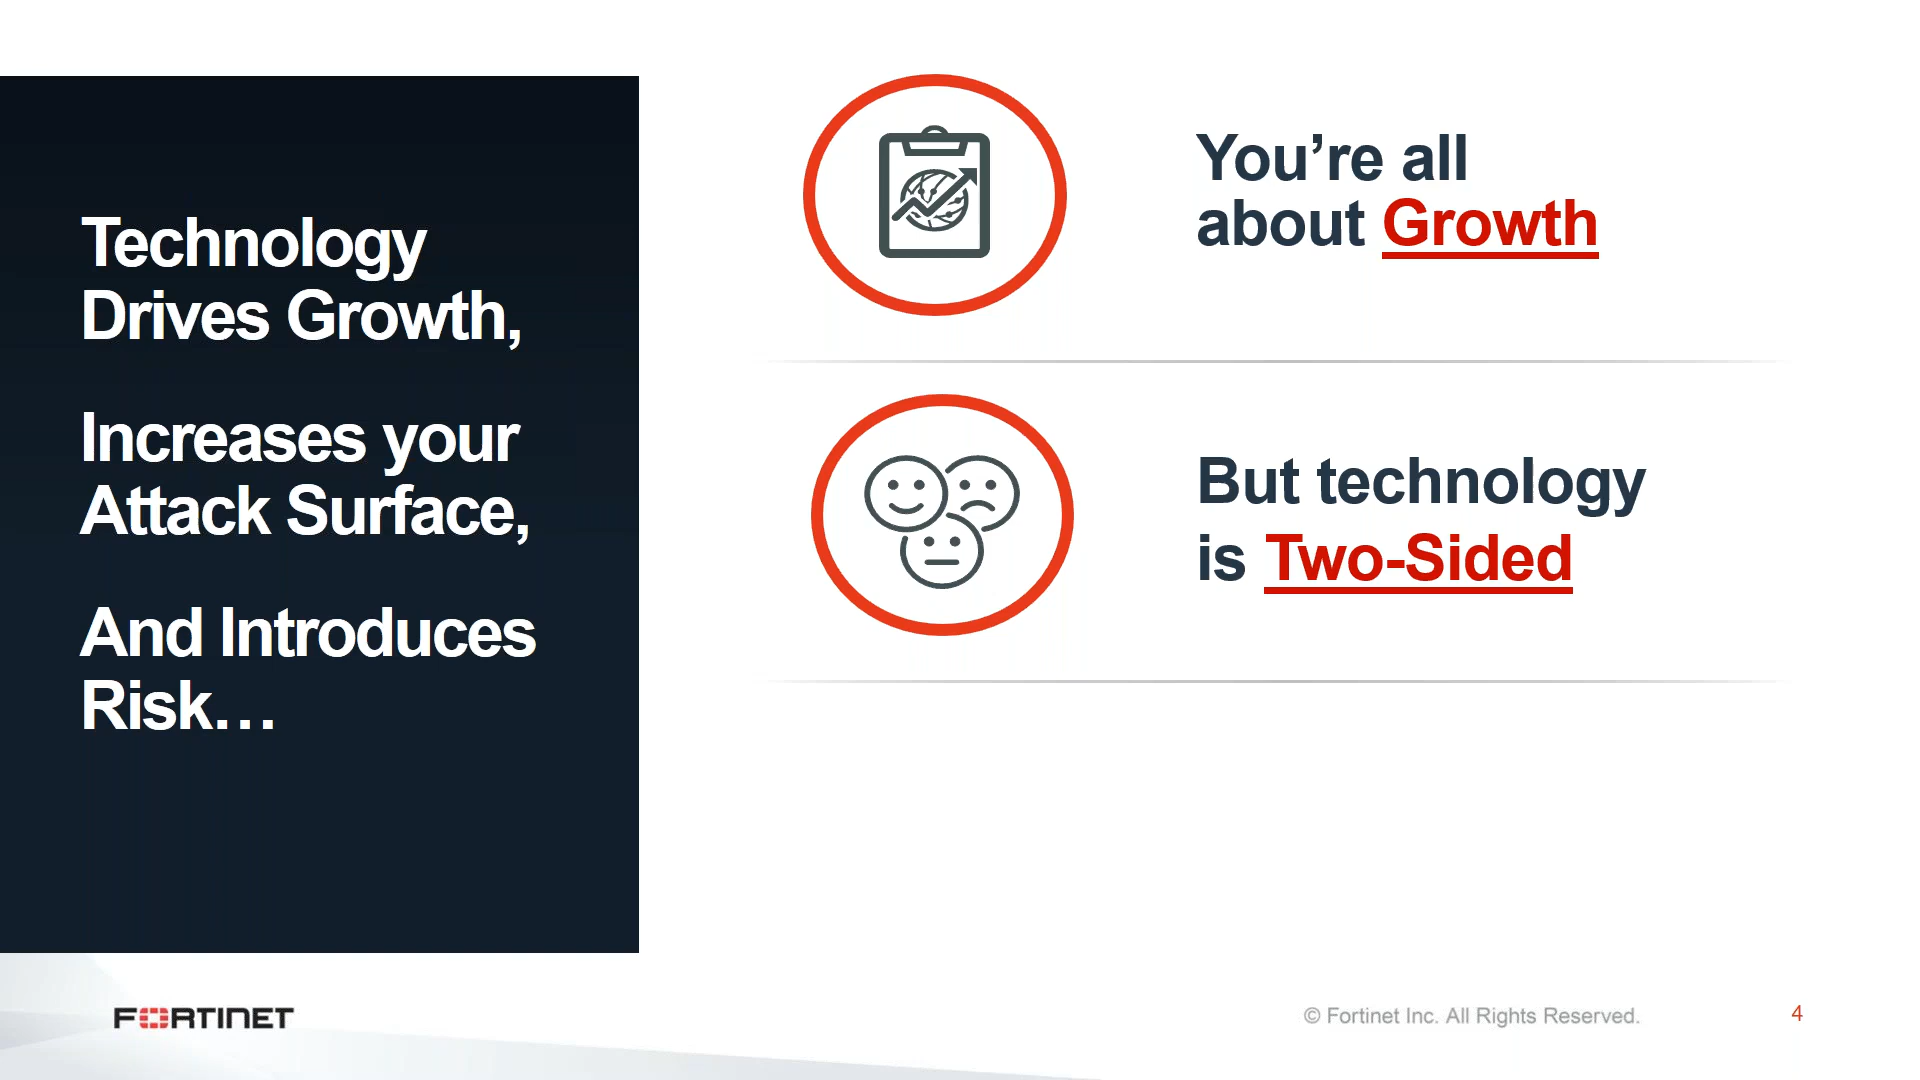 Technology
Drives Growth,
Increases your
Attack Surface,
And Introduces
Risk…
You’re all
about Growth
But technology
is Two-Sided
FORTINET
© Fortinet Inc. All Rights Reserved.
4